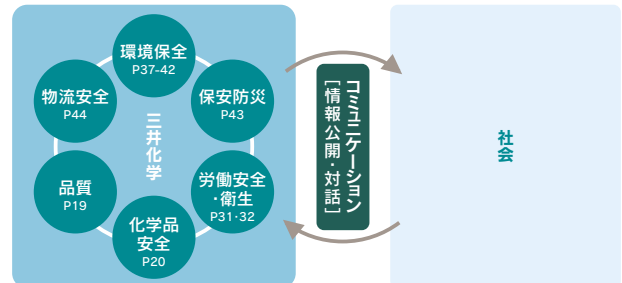 環境保全
P37-42
保安防災
P43
労働安全
・衛生
P31・32
化学品
安全
P20
品質
P19
物流安全
P44
三井化学
コミュニケーション
［情報公開・対話］
社会